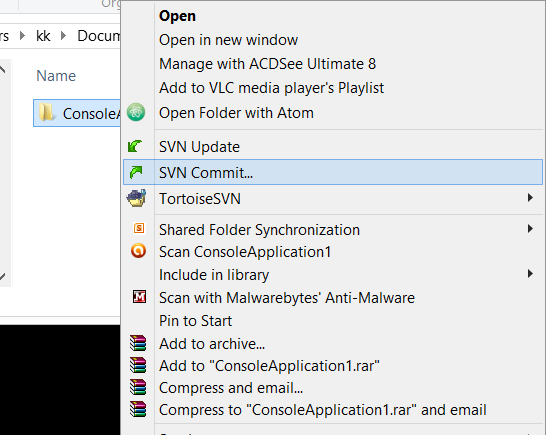 Open
rs ▸ kk ▸ Docum
Open in new window
Manage with ACDSee Ultimate 8
Name
Add to VLC media player's Playlist
ConsoleA
Open Folder with Atom
SVN Update
SVN Commit...
TortoiseSVN
Shared Folder Synchronization
Scan ConsoleApplication1
Include in library
Scan with Malwarebytes' Anti-Malware
Pin to Start
Add to archive...
Add to "ConsoleApplication1.rar"
Compress and email...
Compress to "ConsoleApplication1.rar" and email